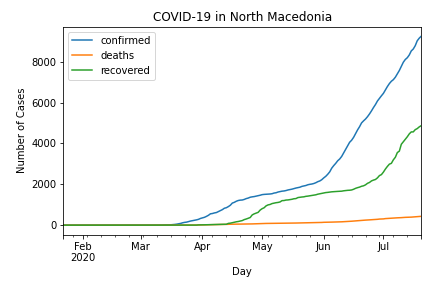 COVID-19 in North Macedonia
confirmed
deaths
recovered
Number of Cases
8000
6000
4000
2000
0
Feb
2020
Mar
Apr
May
Jun
Jul
Day